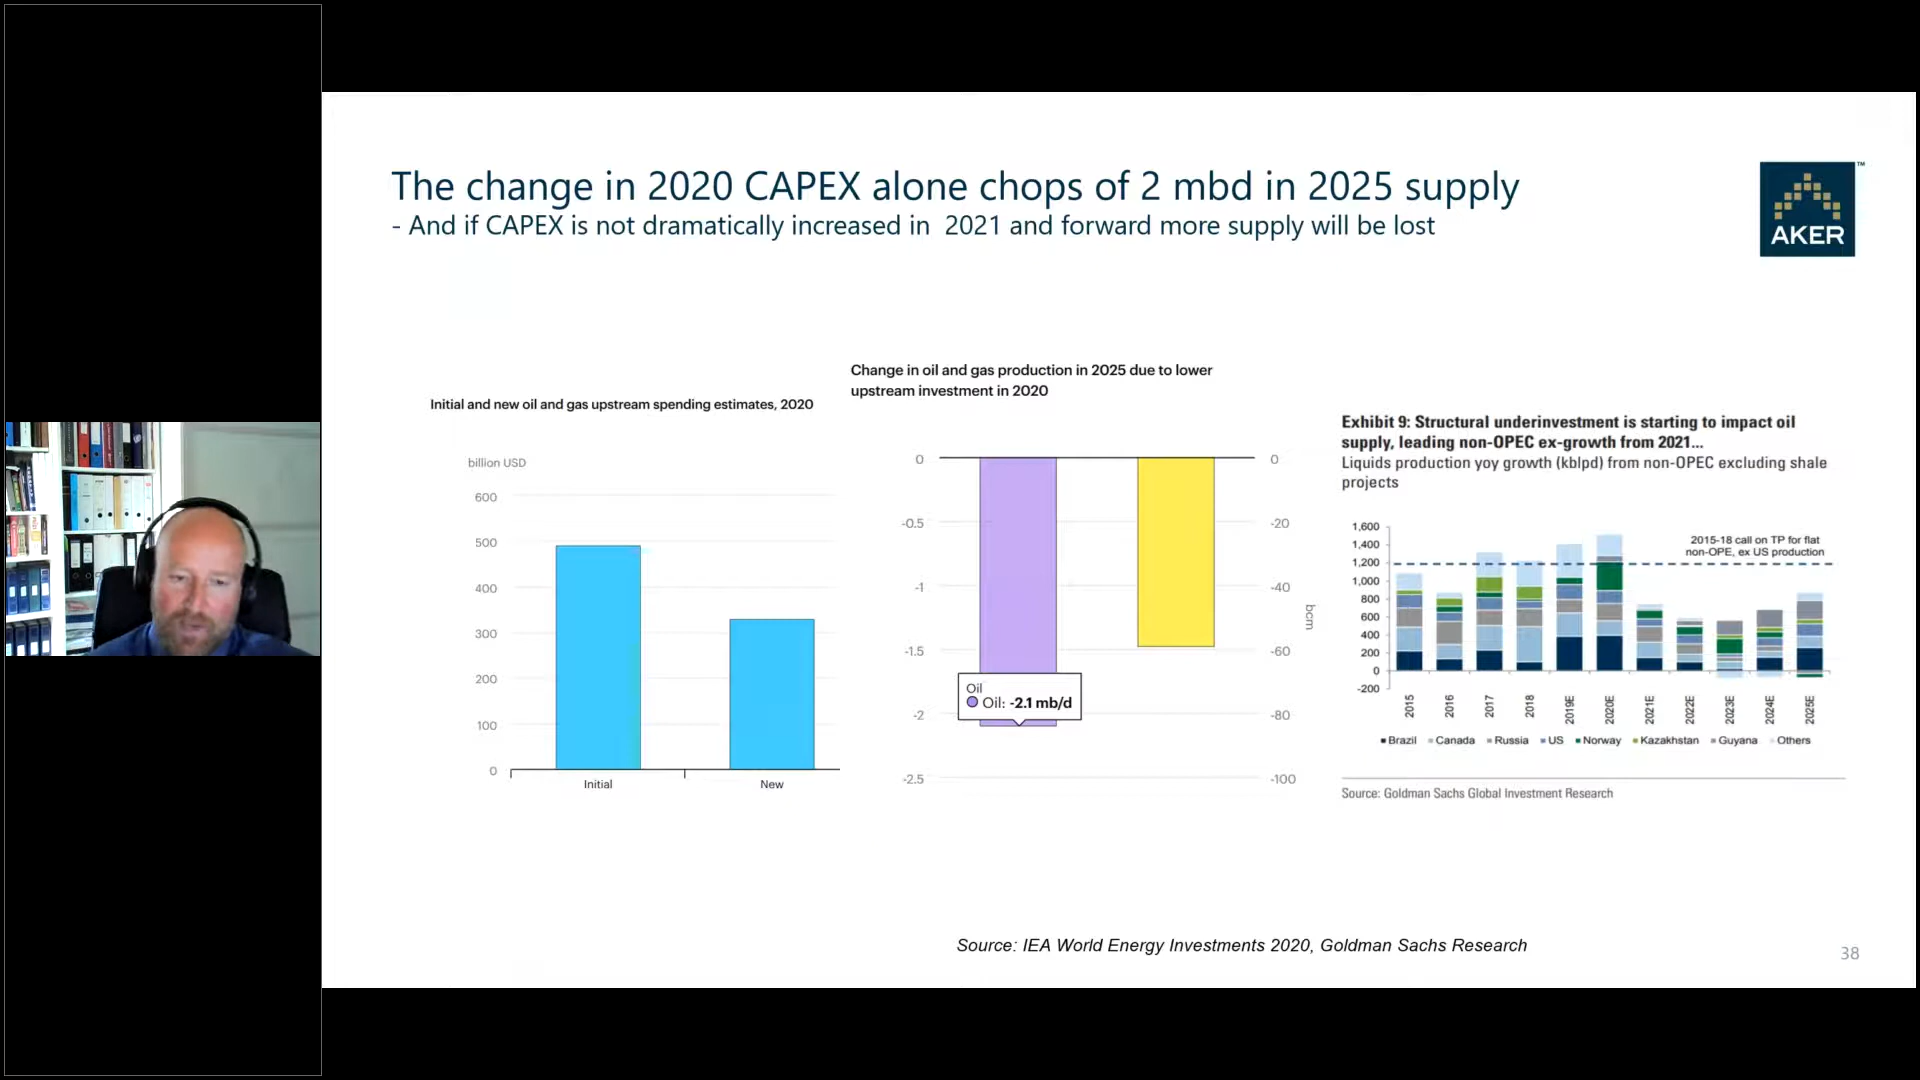 The change in 2020 CAPEX alone chops of 2 mbd in 2025 supply
- And if CAPEX is not dramatically increased in  2021 and forward more supply will be lost
AKER
TM
Initial and new oil and gas upstream spending estimates, 2020
billion USD
600
500
400
300
200
100
0
Initial
New
Change in oil and gas production in 2025 due to lower
upstream investment in 2020
0
-0.5
-1
-1.5
-2
-2.5
0
-20
-40
-60
-80
-100
bcm
Oil
Oil: -2.1 mb/d
Exhibit 9: Structural underinvestment is starting to impact oil
supply, leading non-OPEC ex-growth from 2021...
Liquids production yoy growth (kblpd) from non-OPEC excluding shale
projects
1,600
1,400
1,200
1,000
800
600
400
200
0
-200
2015-18 call on TP for flat
non-OPE, ex US production
2015
2016
2017
2018
2019E
2020E
2021E
2022E
2023E
2024E
2025E
Brazil
Canada
Russia
US
Norway
Kazakhstan
Guyana
Others
Source: Goldman Sachs Global Investment Research
Source: IEA World Energy Investments 2020, Goldman Sachs Research
38